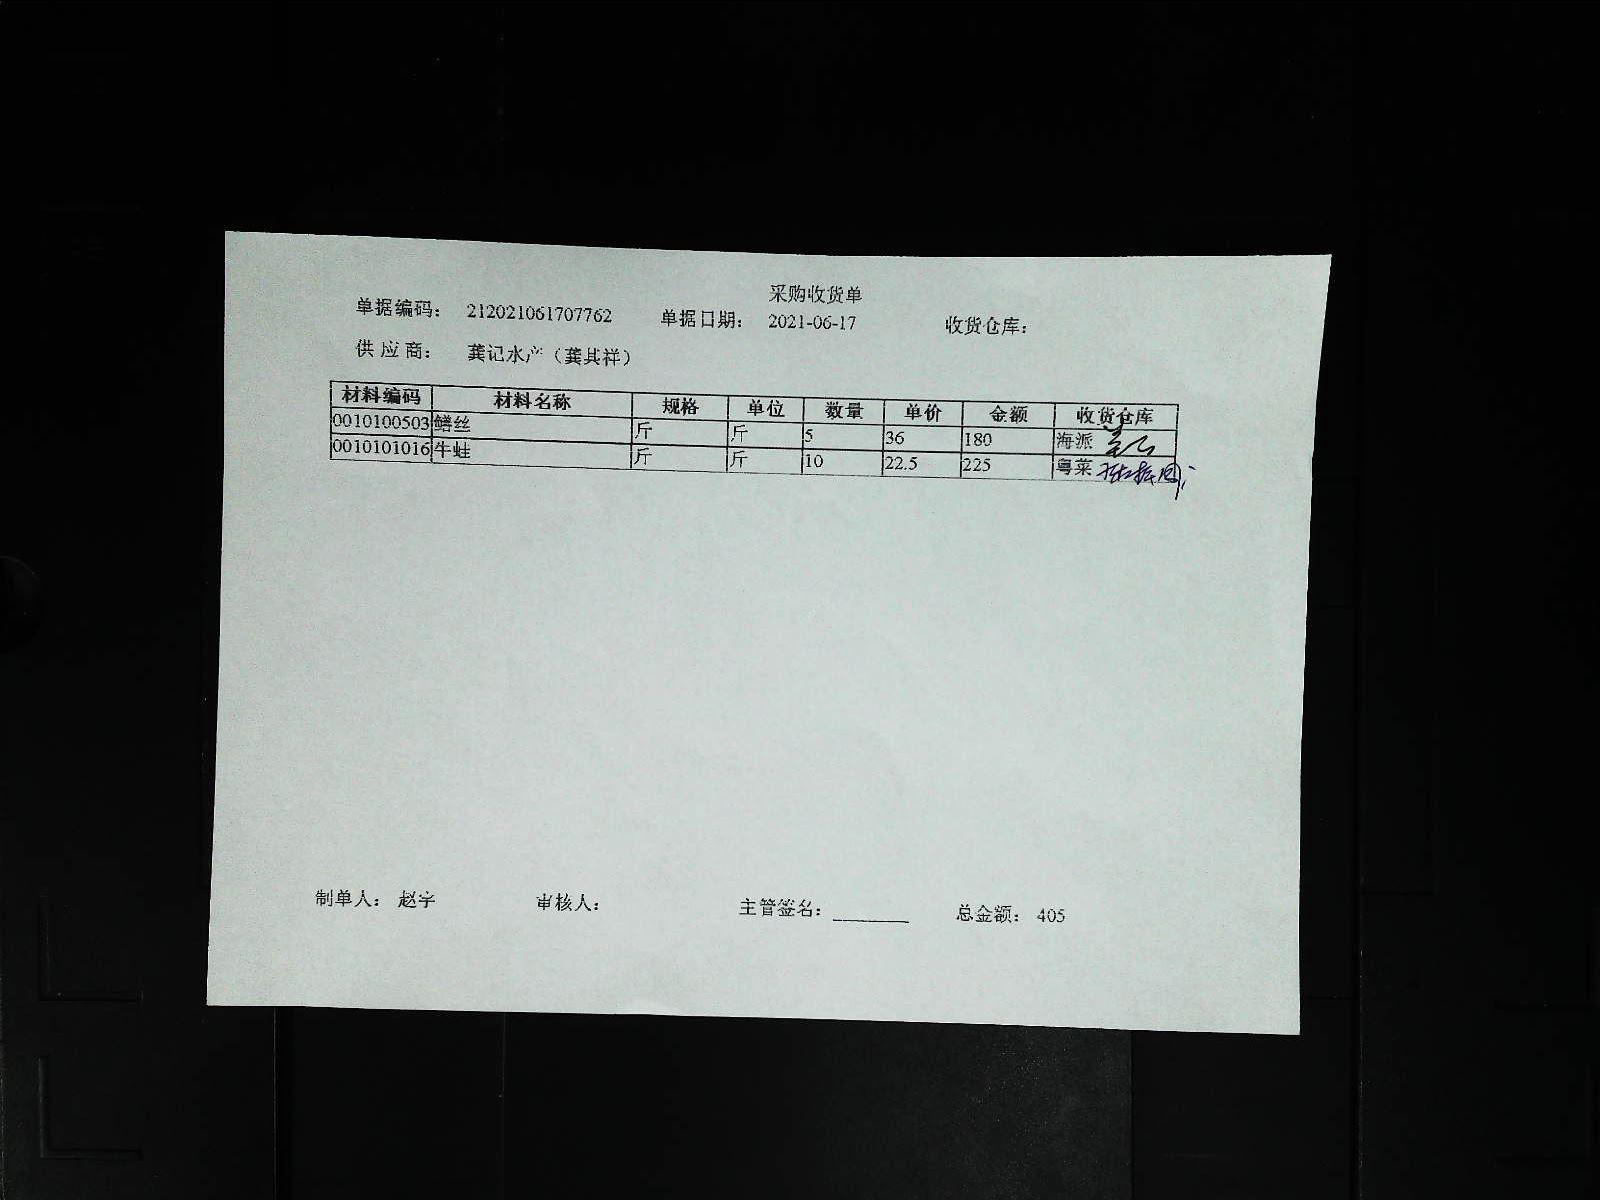 采购收货单
单据编码： 212021061707762 单据日期： 2021-06-17 收货仓库：
供应商： 龚记水产（龚其祥）
材料编码 材料名称 规格 单位 数量 单价 金额 收货仓库
0010100503 鳝丝 斤 斤 5 36 180 海派
0010101016 牛蛙 斤 斤 10 22.5 225 粤菜
制单人： 赵宇 审核人： 主管签名： 总金额： 405